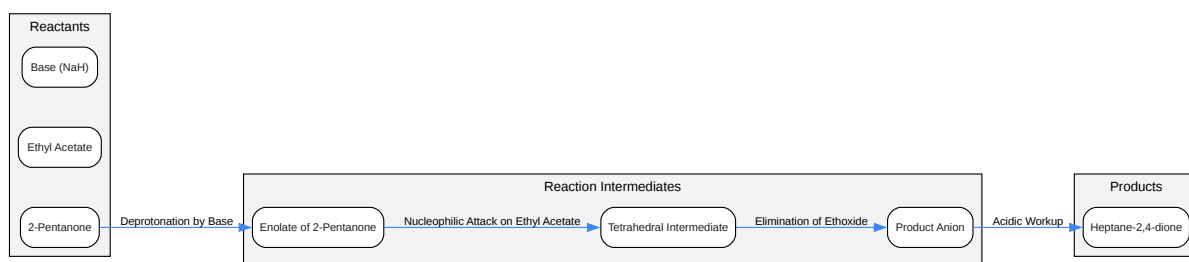 Reactants
Base (NaH)
Ethyl Acetate
2-Pentanone
Deprotonation by Base
Reaction Intermediates
Enolate of 2-Pentanone
Nucleophilic Attack on Ethyl Acetate
Tetrahedral Intermediate
Elimination of Ethoxide
Product Anion
Acidic Workup
Products
Heptane-2,4-dione